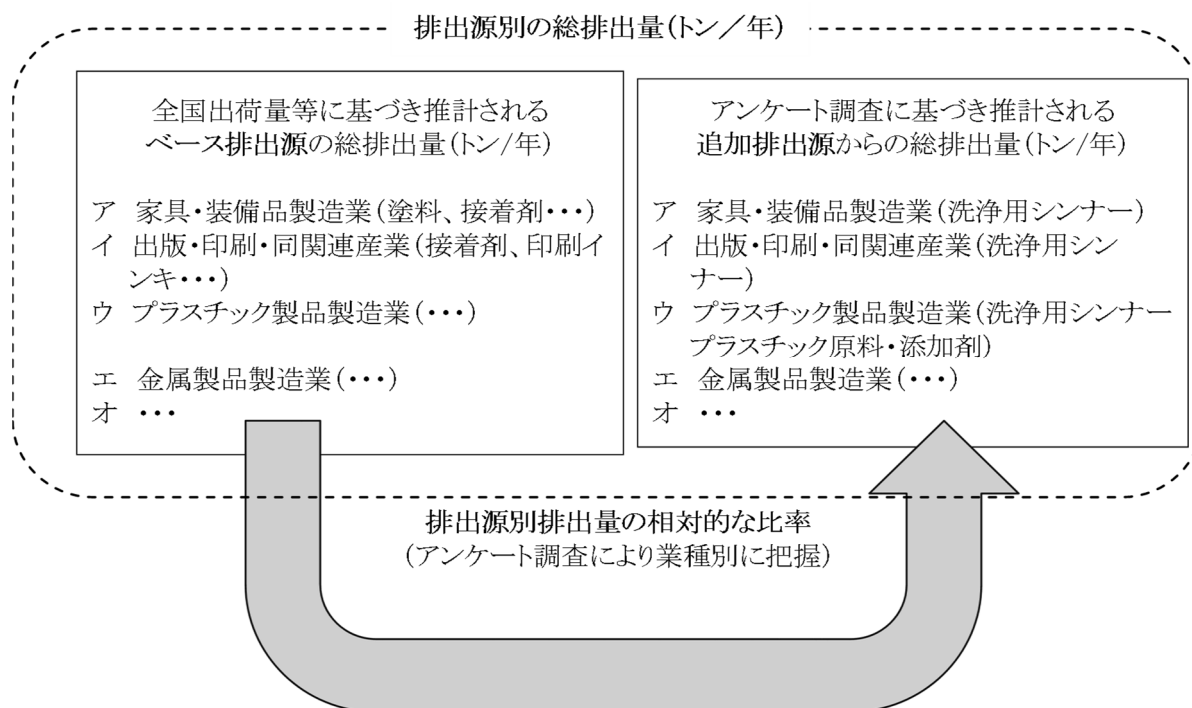 排出源別の総排出量(トン／年)
全国出荷量等に基づき推計される
ベース排出源の総排出量(トン/年)
ア 家具・装備品製造業(塗料、接着剤・・・)
イ 出版・印刷・同関連産業(接着剤、印刷イ
ンキ・・・)
ウ プラスチック製品製造業(・・・)
エ 金属製品製造業(・・・)
オ ・・・
アンケート調査に基づき推計される
追加排出源からの総排出量(トン/年)
ア 家具・装備品製造業(洗浄用シンナー)
イ 出版・印刷・同関連産業(洗浄用シン
ナー)
ウ プラスチック製品製造業(洗浄用シンナー
プラスチック原料・添加剤)
エ 金属製品製造業(・・・)
オ ・・・
排出源別排出量の相対的な比率
(アンケート調査により業種別に把握)